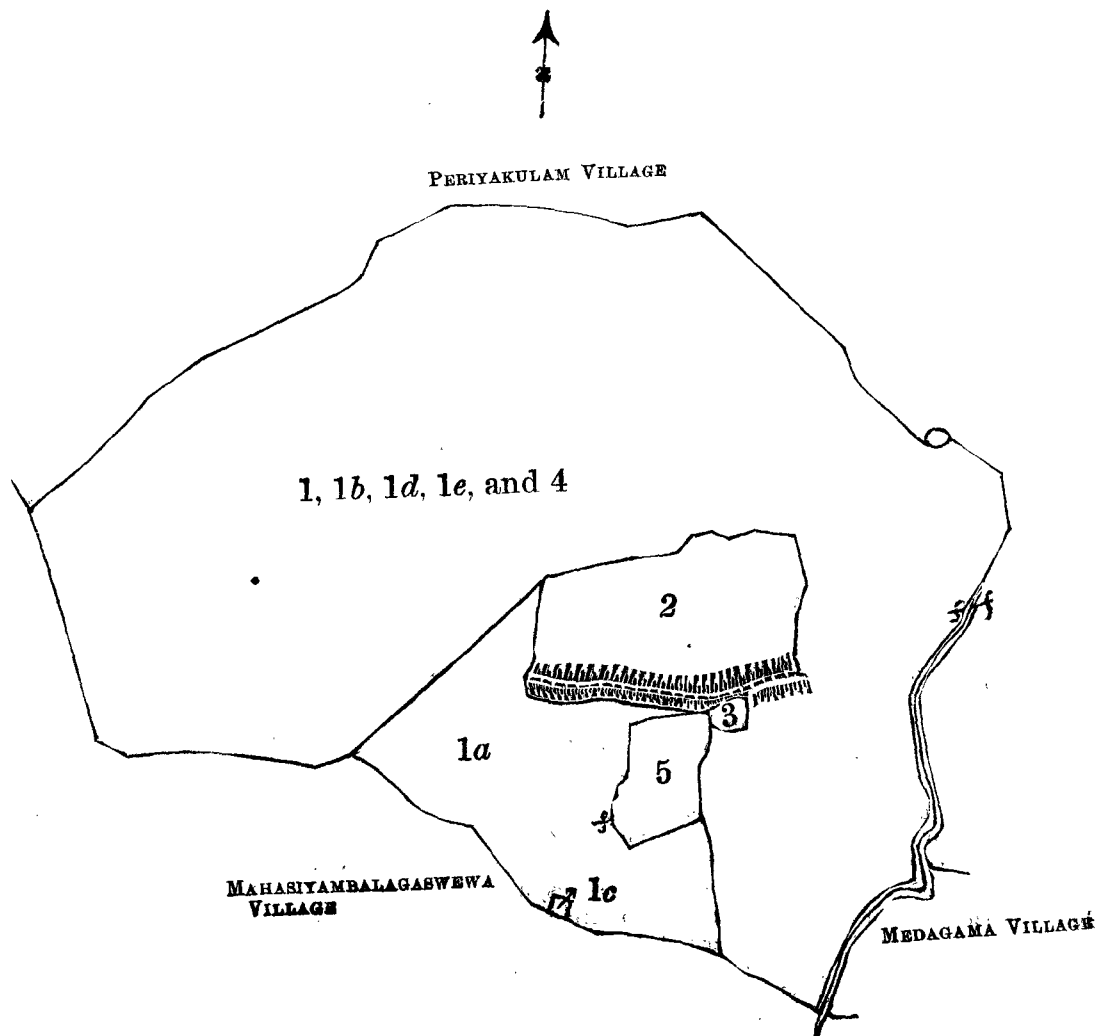 PERIYAKULAM VILLAGE
1, 1b, 1d, 1e, and 4
2
3
1a
5
MAHASIYAMBALAGASWEWA
VILLAGE
1c
MEDAGAMA VILLAGE